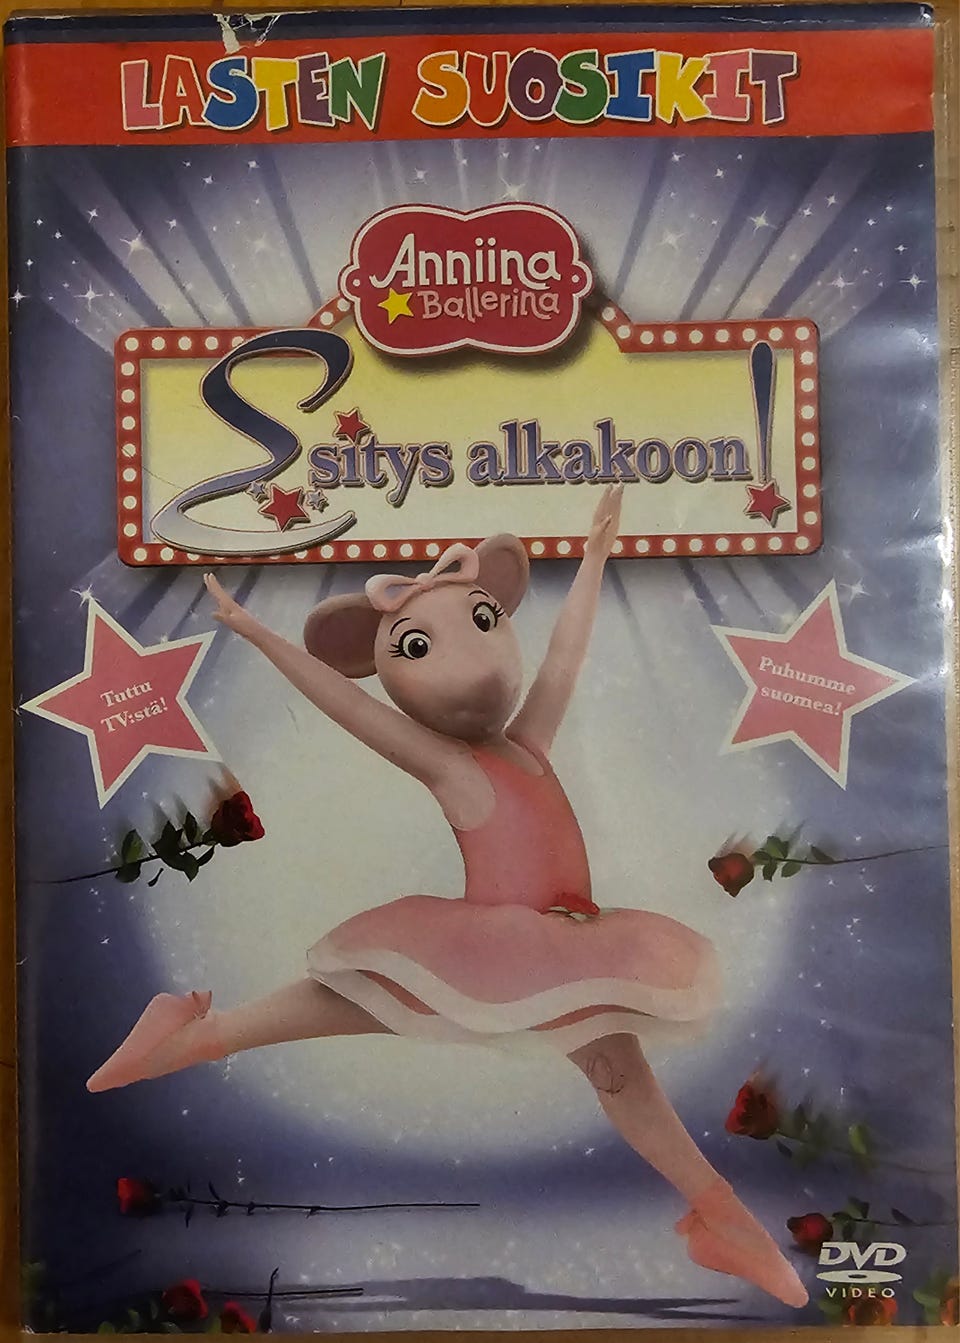 LASTEN SUOSIKIT
Anniina
Ballerina
Esitys alkakoon!
Tuttu
TV:stä!
Puhumme
suomea!
DVD
VIDEO